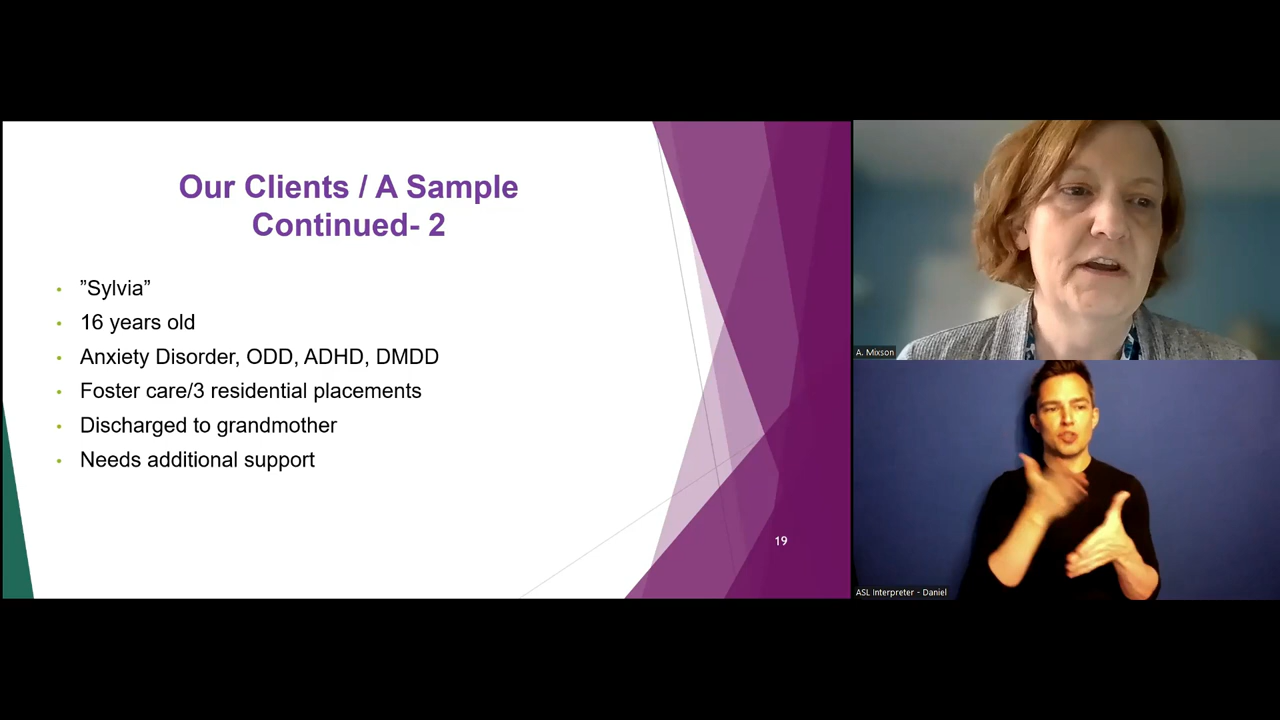 Our Clients / A Sample
Continued- 2
”Sylvia”
16 years old
Anxiety Disorder, ODD, ADHD, DMDD
Foster care/3 residential placements
Discharged to grandmother
Needs additional support
19
A. Mixson
ASL Interpreter - Daniel